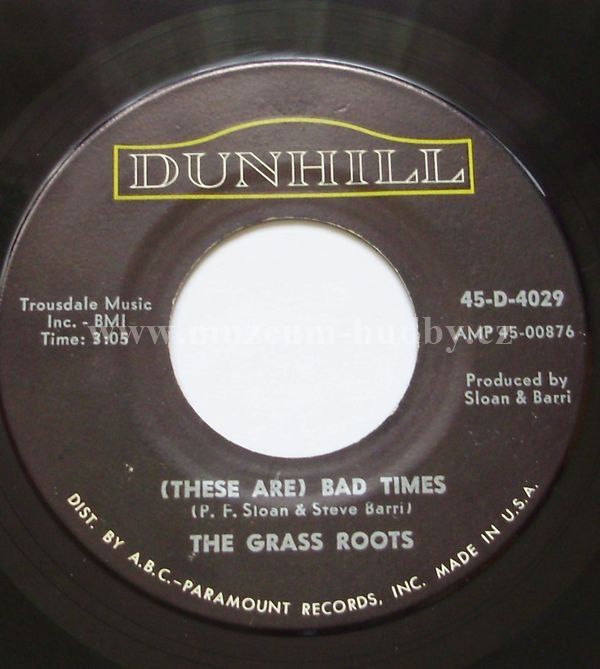 DUNHILL
Trousdale Music
Inc. - BMI
Time: 3:05
45-D-4029
AMP 45-00876
Produced by
Sloan & Barri
www.muzeum-hudby.cz
(THESE ARE) BAD TIMES
(P. F. Sloan & Steve Barri)
THE GRASS ROOTS
DIST. BY A.B.C.-PARAMOUNT RECORDS, INC. MADE IN U.S.A.